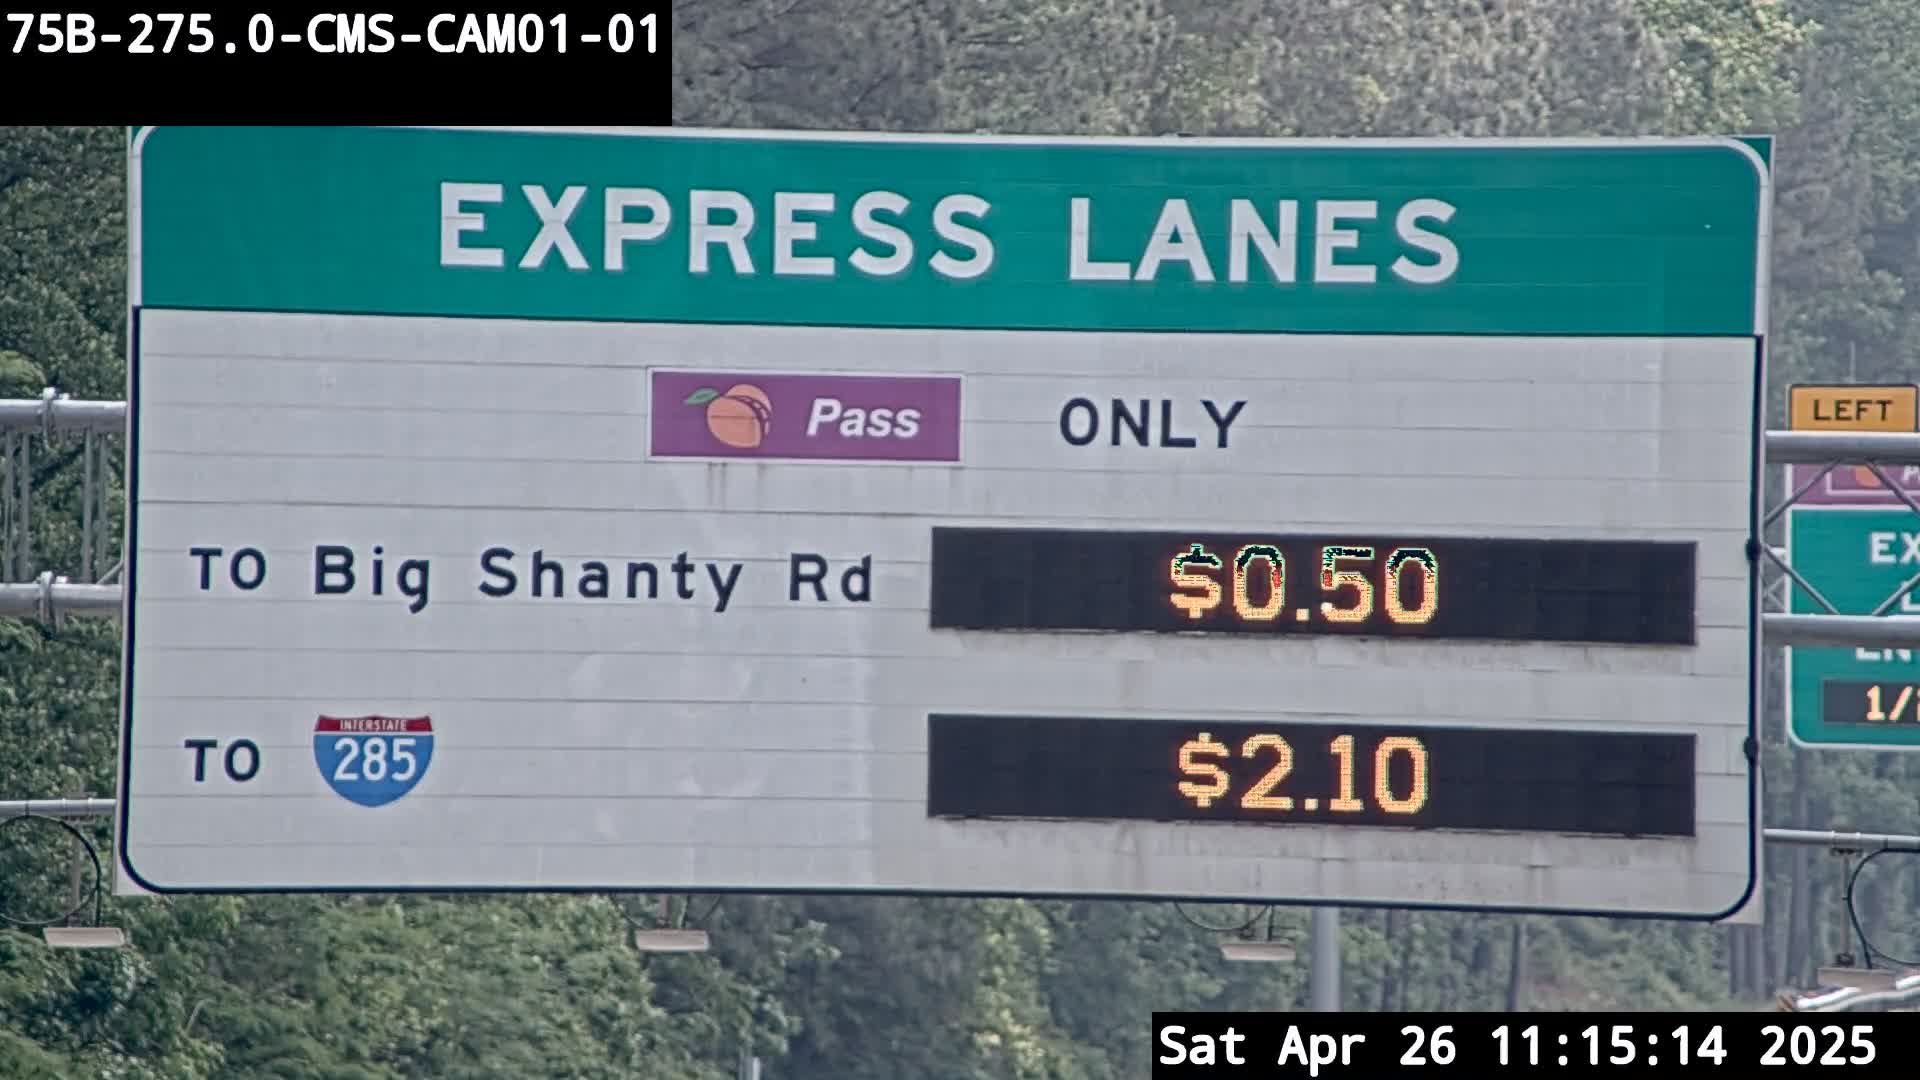 75B-275.0-CMS-CAM01-01
EXPRESS LANES
Pass ONLY
TO Big Shanty Rd $0.50
TO INTERSTATE 285 $2.10
LEFT
Sat Apr 26 11:15:14 2025